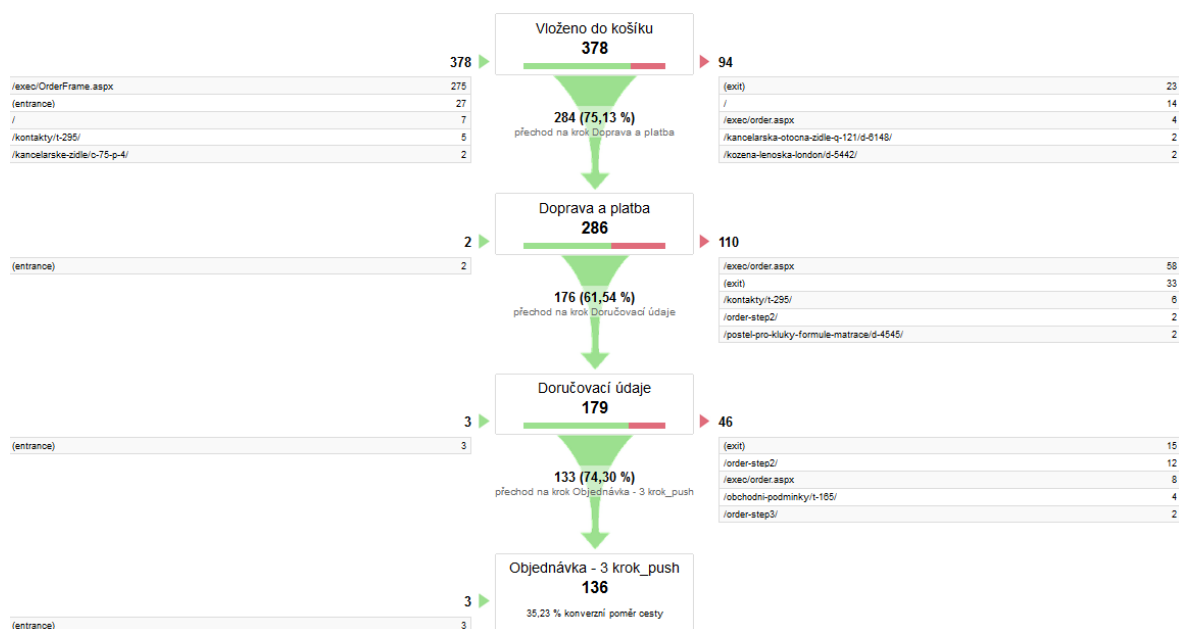 Vloženo do košíku
378
378
94
/exec/OrderFrame.aspx 275
(entrance) 27
/ 7
/kontakty/t-295/ 5
/kancelarske-zidle/c-75-p-4/ 2
(exit) 23
/ 14
/exec/order.aspx 4
/kancelarska-otocna-zidle-q-121/d-6148/ 2
/kozena-lenoska-london/d-5442/ 2
284 (75,13 %)
přechod na krok Doprava a platba
Doprava a platba
286
2
110
(entrance) 2
/exec/order.aspx 58
(exit) 33
/kontakty/t-295/ 6
/order-step2/ 2
/postel-pro-kluky-formule-matrace/d-4545/ 2
176 (61,54 %)
přechod na krok Doručovací údaje
Doručovací údaje
179
3
46
(entrance) 3
(exit) 15
/order-step2/ 12
/exec/order.aspx 8
/obchodni-podminky/t-165/ 4
/order-step3/ 2
133 (74,30 %)
přechod na krok Objednávka - 3 krok_push
Objednávka - 3 krok_push
136
35,23 % konverzní poměr cesty
3
(entrance) 3